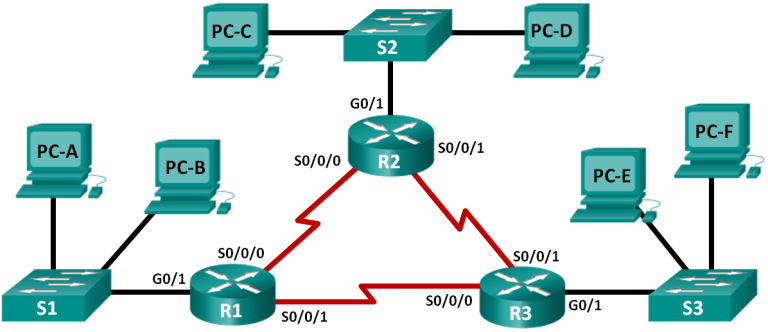 PC-C
S2
PC-D
G0/1
PC-F
PC-A
S0/0/0
R2
S0/0/1
PC-B
PC-E
S0/0/0
S0/0/1
G0/1
S1
R1
S0/0/1
S0/0/0
R3
G0/1
S3